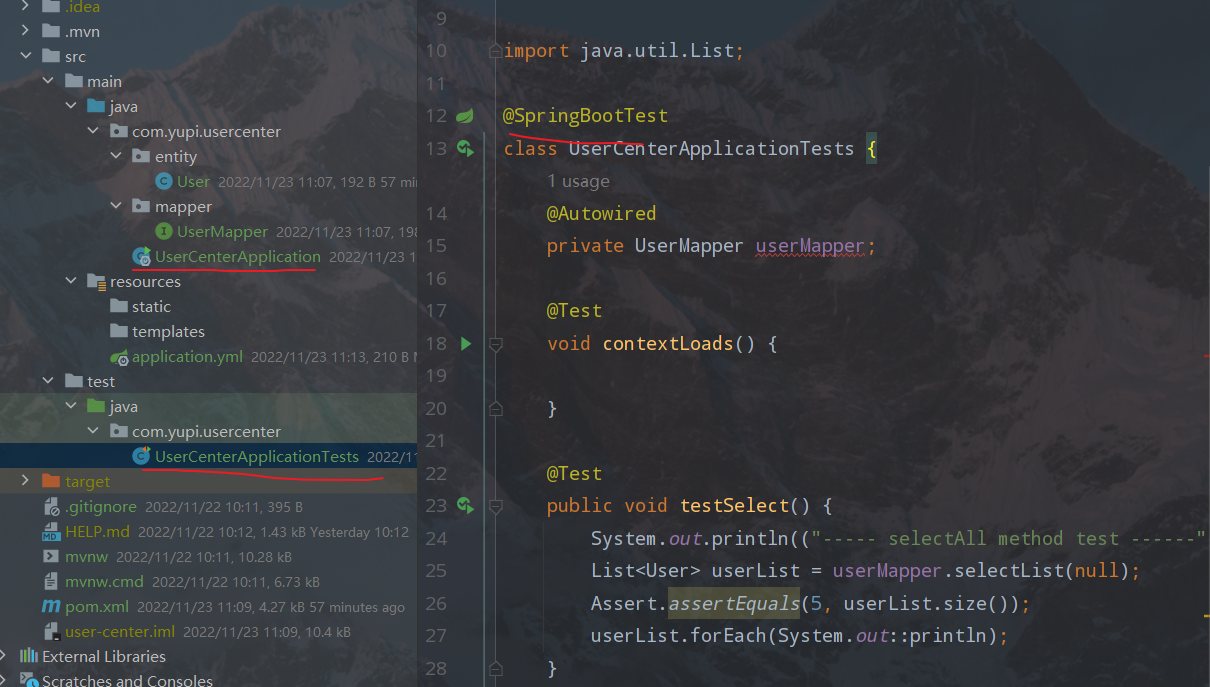 .idea
.mvn
src
main
java
com.yupi.usercenter
entity
User 2022/11/23 11:07, 192 B 57 min
mapper
UserMapper 2022/11/23 11:07, 198
UserCenterApplication 2022/11/23 1
resources
static
templates
application.yml 2022/11/23 11:13, 210 B
test
java
com.yupi.usercenter
UserCenterApplicationTests 2022/11
target
.gitignore 2022/11/22 10:11, 395 B
HELP.md 2022/11/22 10:12, 1.43 kB Yesterday 10:12
mvnw 2022/11/22 10:11, 10.28 kB
mvnw.cmd 2022/11/22 10:11, 6.73 kB
pom.xml 2022/11/23 11:09, 4.27 kB 57 minutes ago
user-center.iml 2022/11/23 11:09, 10.4 kB
External Libraries
Scratches and Consoles
9
10 import java.util.List;
11
12 @SpringBootTest
13 class UserCenterApplicationTests {
1 usage
14 @Autowired
15 private UserMapper userMapper;
16
17 @Test
18 void contextLoads() {
19
20 }
21
22 @Test
23 public void testSelect() {
24 System.out.println(("----- selectAll method test ------"
25 List<User> userList = userMapper.selectList(null);
26 Assert.assertEquals(5, userList.size());
27 userList.forEach(System.out::println);
28 }